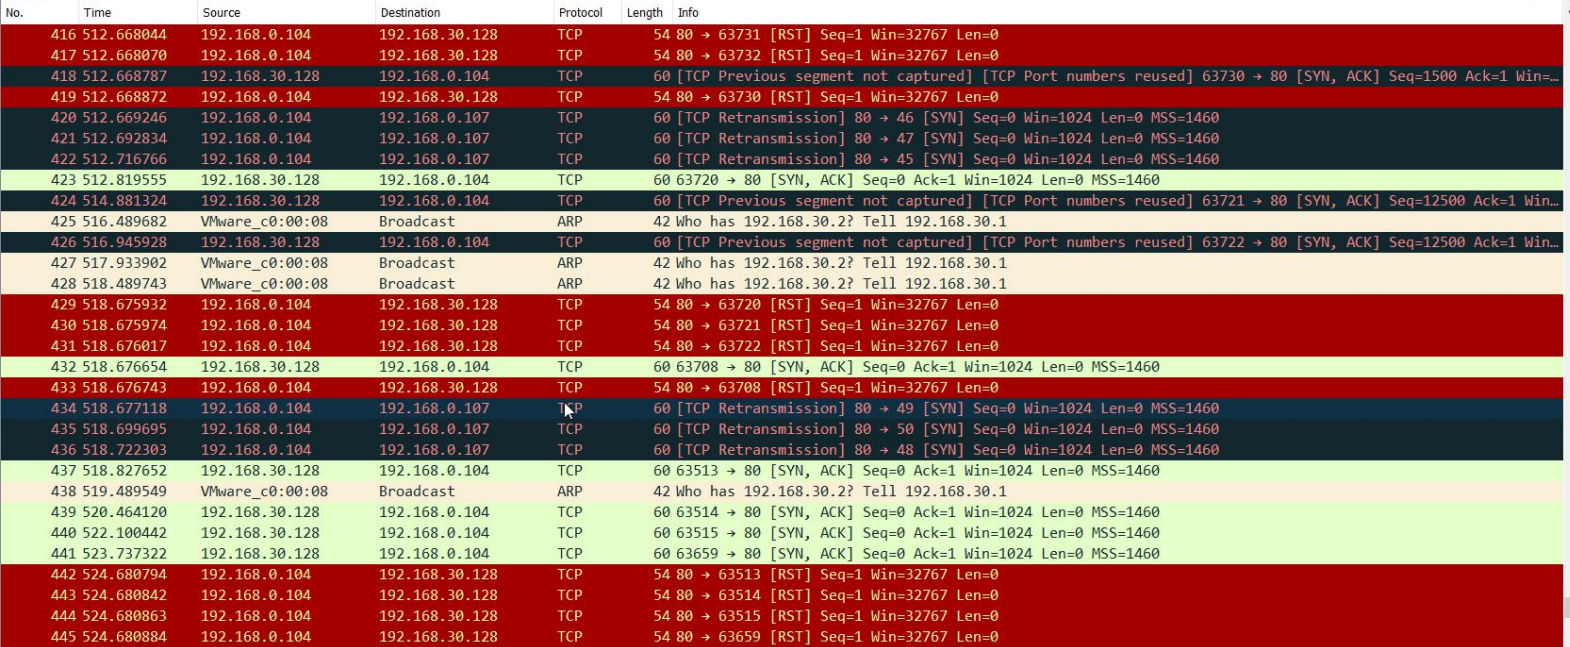 No. Time Source Destination Protocol Length Info
416 512.668044 192.168.0.104 192.168.30.128 TCP 54 80 → 63731 [RST] Seq=1 Win=32767 Len=0
417 512.668070 192.168.0.104 192.168.30.128 TCP 54 80 → 63732 [RST] Seq=1 Win=32767 Len=0
418 512.668787 192.168.30.128 192.168.0.104 TCP 60 [TCP Previous segment not captured] [TCP Port numbers reused] 63730 → 80 [SYN, ACK] Seq=1500 Ack=1 Win=…
419 512.668872 192.168.0.104 192.168.30.128 TCP 54 80 → 63730 [RST] Seq=1 Win=32767 Len=0
420 512.669246 192.168.0.104 192.168.0.107 TCP 60 [TCP Retransmission] 80 → 46 [SYN] Seq=0 Win=1024 Len=0 MSS=1460
421 512.692834 192.168.0.104 192.168.0.107 TCP 60 [TCP Retransmission] 80 → 47 [SYN] Seq=0 Win=1024 Len=0 MSS=1460
422 512.716766 192.168.0.104 192.168.0.107 TCP 60 [TCP Retransmission] 80 → 45 [SYN] Seq=0 Win=1024 Len=0 MSS=1460
423 512.819555 192.168.30.128 192.168.0.104 TCP 60 63720 → 80 [SYN, ACK] Seq=0 Ack=1 Win=1024 Len=0 MSS=1460
424 514.881324 192.168.30.128 192.168.0.104 TCP 60 [TCP Previous segment not captured] [TCP Port numbers reused] 63721 → 80 [SYN, ACK] Seq=12500 Ack=1 Win…
425 516.489682 VMware_c0:00:08 Broadcast ARP 42 Who has 192.168.30.2? Tell 192.168.30.1
426 516.945928 192.168.30.128 192.168.0.104 TCP 60 [TCP Previous segment not captured] [TCP Port numbers reused] 63722 → 80 [SYN, ACK] Seq=12500 Ack=1 Win…
427 517.933902 VMware_c0:00:08 Broadcast ARP 42 Who has 192.168.30.2? Tell 192.168.30.1
428 518.489743 VMware_c0:00:08 Broadcast ARP 42 Who has 192.168.30.2? Tell 192.168.30.1
429 518.675932 192.168.0.104 192.168.30.128 TCP 54 80 → 63720 [RST] Seq=1 Win=32767 Len=0
430 518.675974 192.168.0.104 192.168.30.128 TCP 54 80 → 63721 [RST] Seq=1 Win=32767 Len=0
431 518.676017 192.168.0.104 192.168.30.128 TCP 54 80 → 63722 [RST] Seq=1 Win=32767 Len=0
432 518.676654 192.168.30.128 192.168.0.104 TCP 60 63708 → 80 [SYN, ACK] Seq=0 Ack=1 Win=1024 Len=0 MSS=1460
433 518.676743 192.168.0.104 192.168.30.128 TCP 54 80 → 63708 [RST] Seq=1 Win=32767 Len=0
434 518.677118 192.168.0.104 192.168.0.107 TCP 60 [TCP Retransmission] 80 → 49 [SYN] Seq=0 Win=1024 Len=0 MSS=1460
435 518.699695 192.168.0.104 192.168.0.107 TCP 60 [TCP Retransmission] 80 → 50 [SYN] Seq=0 Win=1024 Len=0 MSS=1460
436 518.722303 192.168.0.104 192.168.0.107 TCP 60 [TCP Retransmission] 80 → 48 [SYN] Seq=0 Win=1024 Len=0 MSS=1460
437 518.827652 192.168.30.128 192.168.0.104 TCP 60 63513 → 80 [SYN, ACK] Seq=0 Ack=1 Win=1024 Len=0 MSS=1460
438 519.489549 VMware_c0:00:08 Broadcast ARP 42 Who has 192.168.30.2? Tell 192.168.30.1
439 520.464120 192.168.30.128 192.168.0.104 TCP 60 63514 → 80 [SYN, ACK] Seq=0 Ack=1 Win=1024 Len=0 MSS=1460
440 522.100442 192.168.30.128 192.168.0.104 TCP 60 63515 → 80 [SYN, ACK] Seq=0 Ack=1 Win=1024 Len=0 MSS=1460
441 523.737322 192.168.30.128 192.168.0.104 TCP 60 63659 → 80 [SYN, ACK] Seq=0 Ack=1 Win=1024 Len=0 MSS=1460
442 524.680794 192.168.0.104 192.168.30.128 TCP 54 80 → 63513 [RST] Seq=1 Win=32767 Len=0
443 524.680842 192.168.0.104 192.168.30.128 TCP 54 80 → 63514 [RST] Seq=1 Win=32767 Len=0
444 524.680863 192.168.0.104 192.168.30.128 TCP 54 80 → 63515 [RST] Seq=1 Win=32767 Len=0
445 524.680884 192.168.0.104 192.168.30.128 TCP 54 80 → 63659 [RST] Seq=1 Win=32767 Len=0